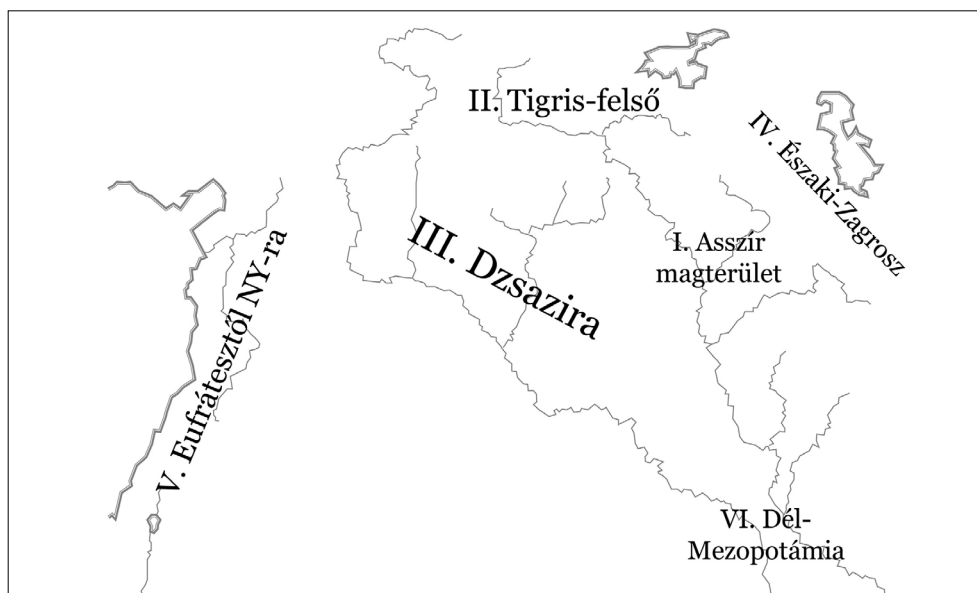 II. Tigris-felső
IV. Északi-Zagrosz
III. Dzsazira
I. Asszír
magterület
V. Eufrátesztől NY-ra
VI. Dél-
Mezopotámia